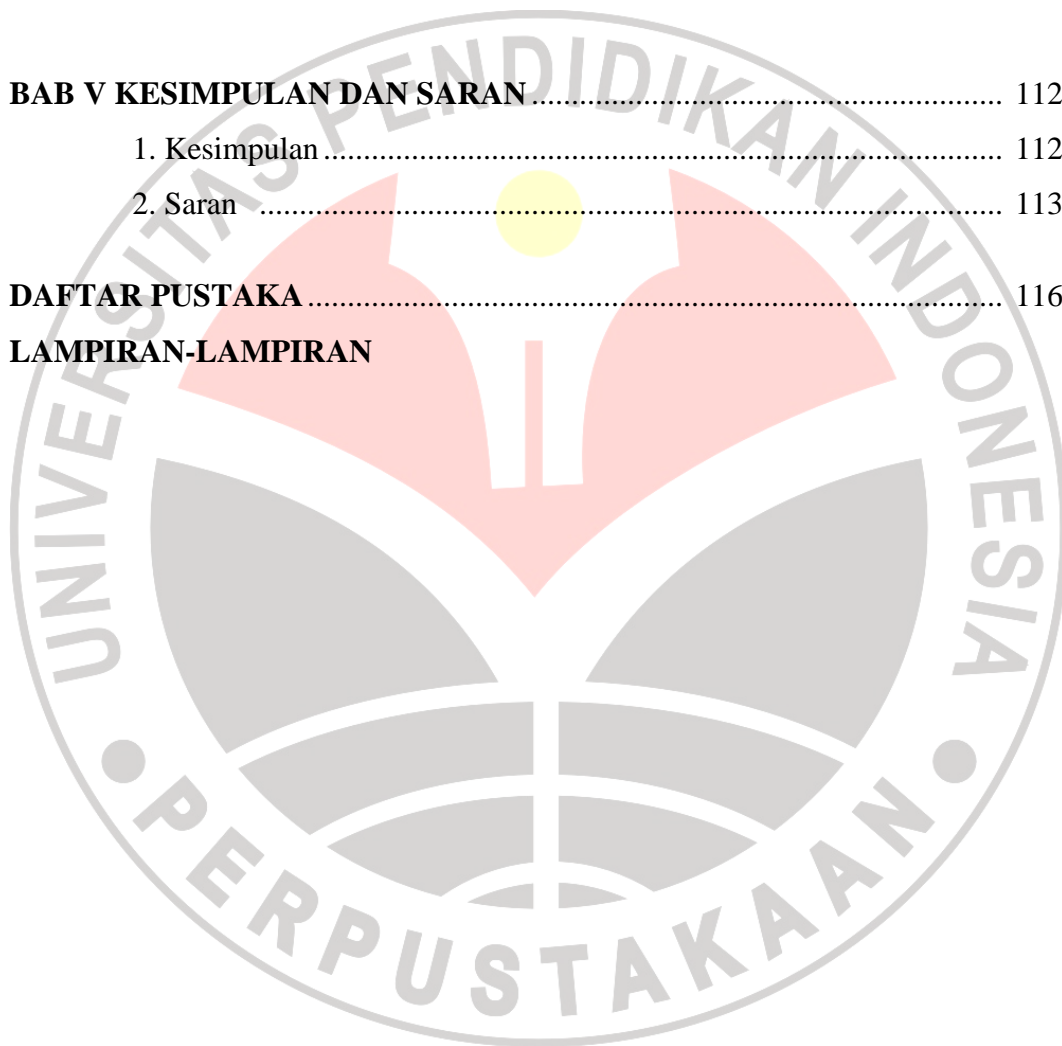 BAB V KESIMPULAN DAN SARAN ........................................................... 112
1. Kesimpulan ..................................................................................... 112
2. Saran ............................................................................................. 113
DAFTAR PUSTAKA ....................................................................................... 116
LAMPIRAN-LAMPIRAN
UNIVERSITAS PENDIDIKAN INDONESIA
PERPUSTAKAAN